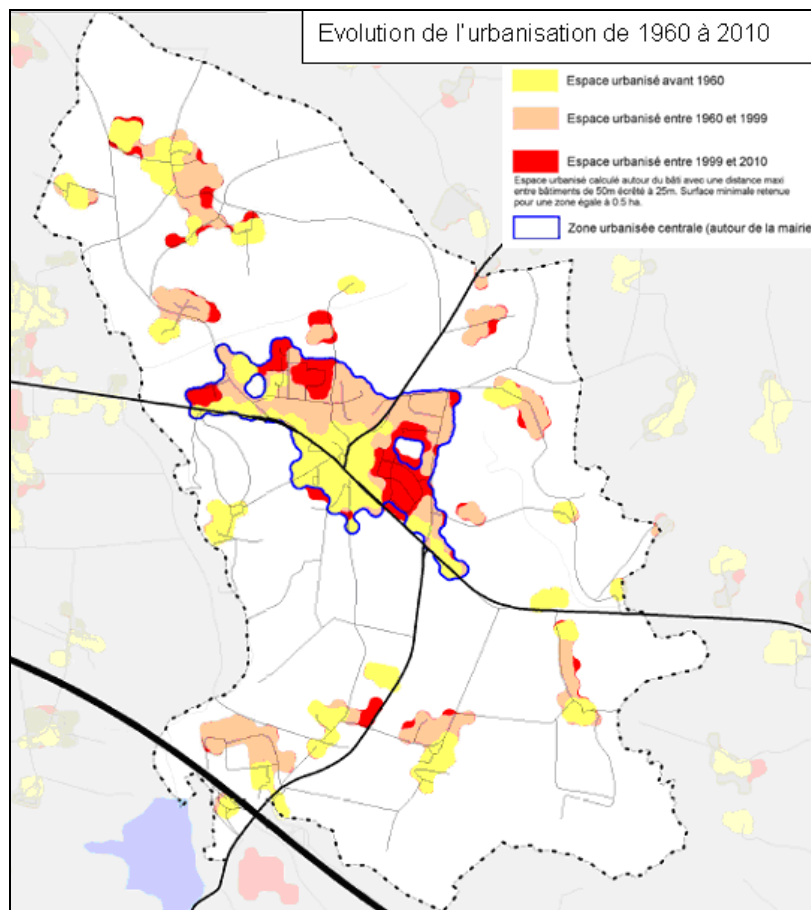 Evolution de l'urbanisation de 1960 à 2010
Espace urbanisé avant 1960
Espace urbanisé entre 1960 et 1999
Espace urbanisé entre 1999 et 2010
Espace urbanisé calculé autour du bâti avec une distance maxi
entre bâtiments de 50m écrêté à 25m. Surface minimale retenue
pour une zone égale à 0.5 ha.
Zone urbanisée centrale (autour de la mairie